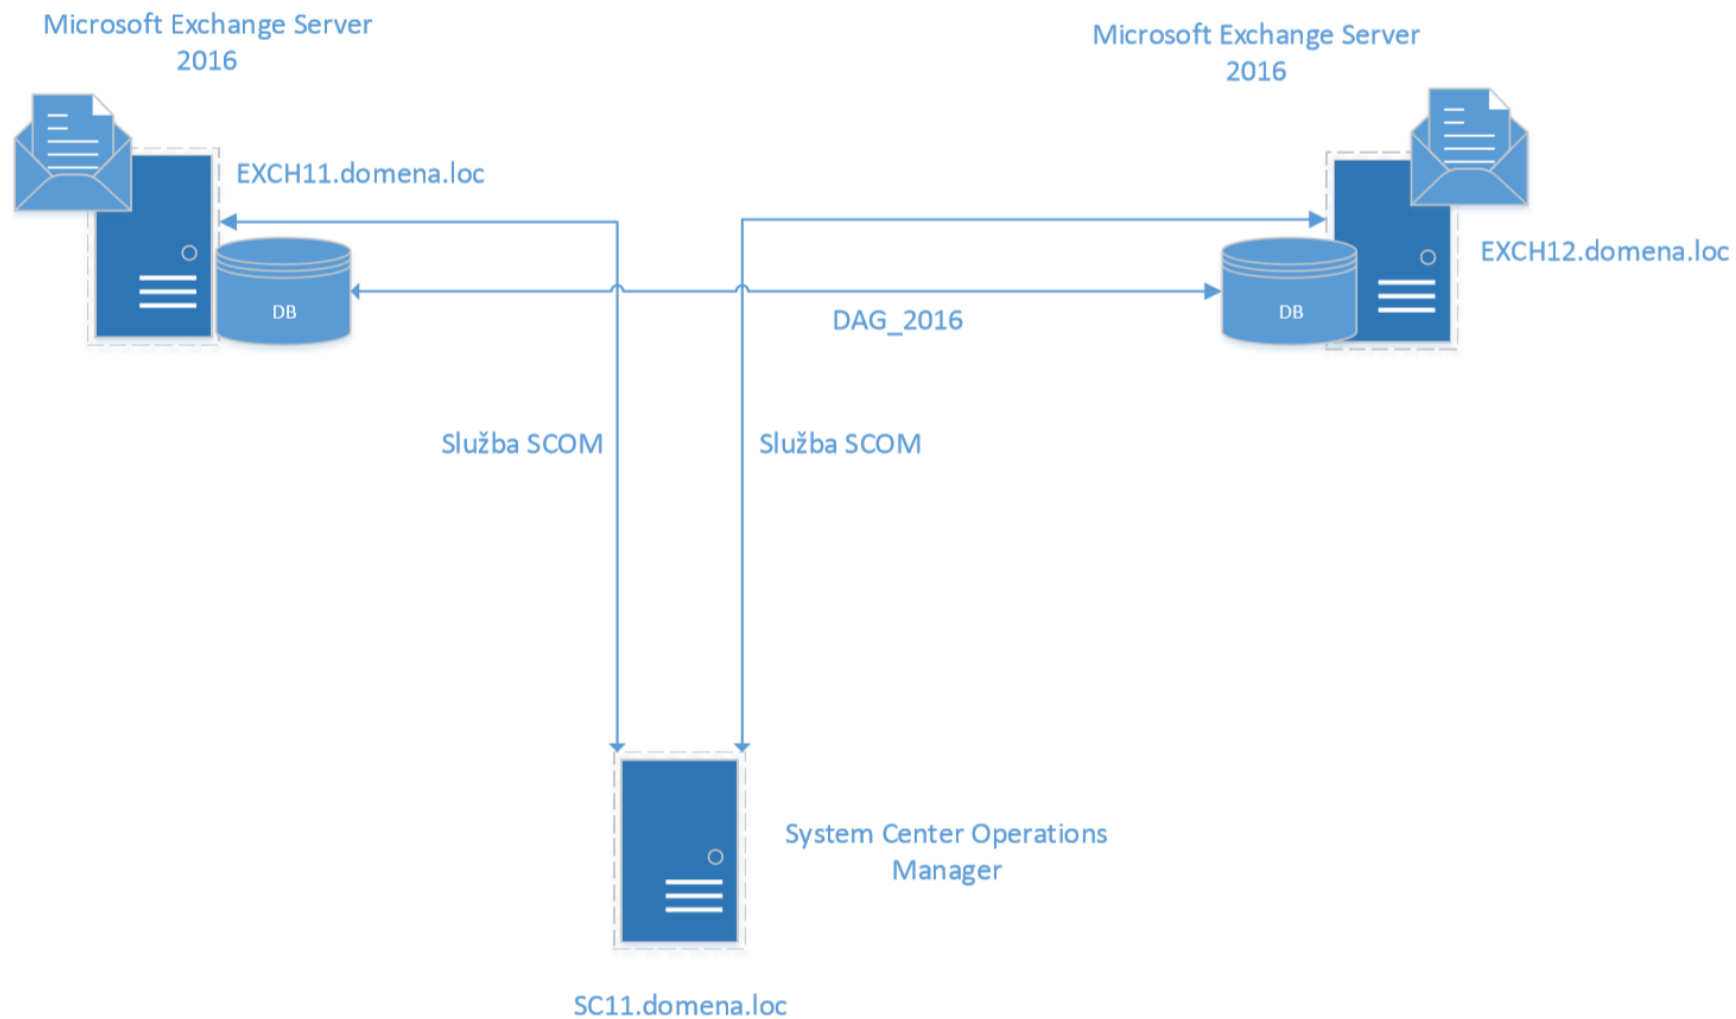 Microsoft Exchange Server
2016
Microsoft Exchange Server
2016
EXCH11.domena.loc
EXCH12.domena.loc
DB
DB
DAG_2016
Služba SCOM
Služba SCOM
System Center Operations
Manager
SC11.domena.loc